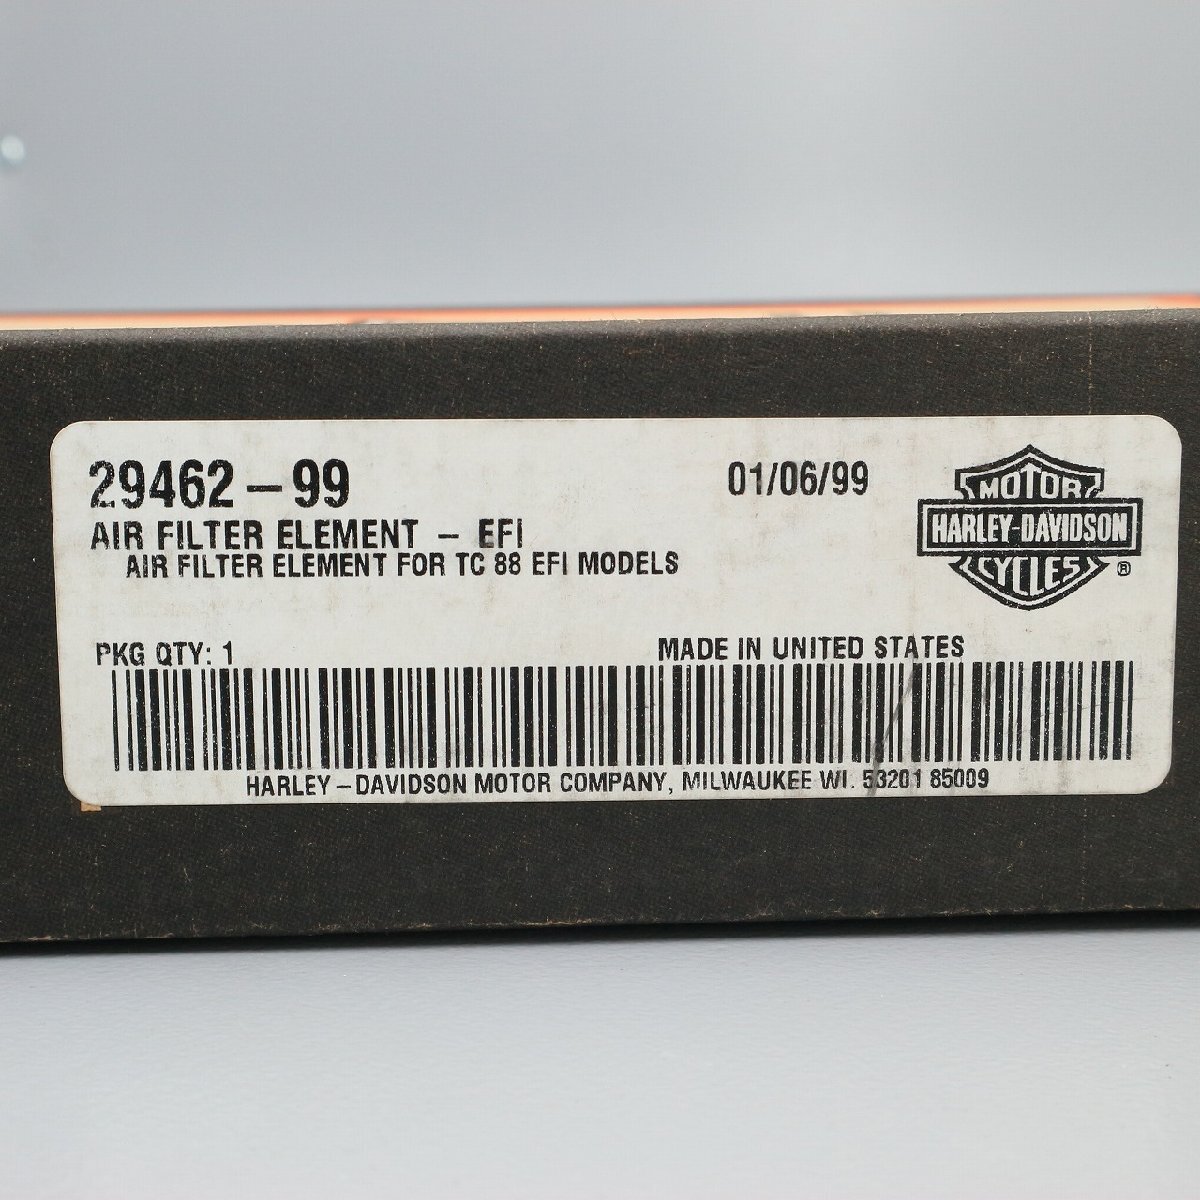 29462-99
01/06/99
AIR FILTER ELEMENT - EFI
AIR FILTER ELEMENT FOR TC 88 EFI MODELS
MOTOR
HARLEY-DAVIDSON
CYCLES ®
PKG QTY: 1
MADE IN UNITED STATES
HARLEY-DAVIDSON MOTOR COMPANY, MILWAUKEE WI. 53201 85009